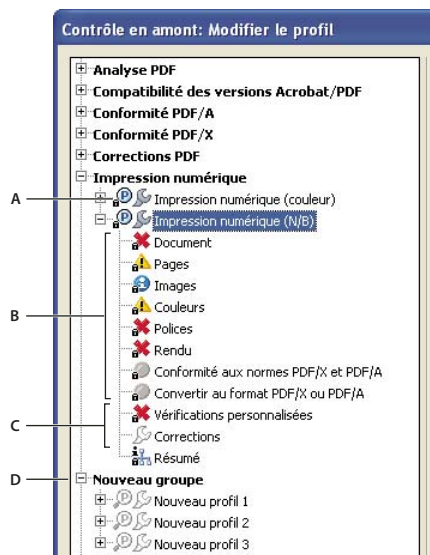 Contrôle en amont: Modifier le profil
Analyse PDF
Compatibilité des versions Acrobat/PDF
Conformité PDF/A
Conformité PDF/X
Corrections PDF
Impression numérique
A
Impression numérique (couleur)
Impression numérique (N/B)
Document
Pages
Images
B
Couleurs
Polices
Rendu
Conformité aux normes PDF/X et PDF/A
Convertir au format PDF/X ou PDF/A
C
Vérifications personnalisées
Corrections
Résumé
D
Nouveau groupe
Nouveau profil 1
Nouveau profil 2
Nouveau profil 3